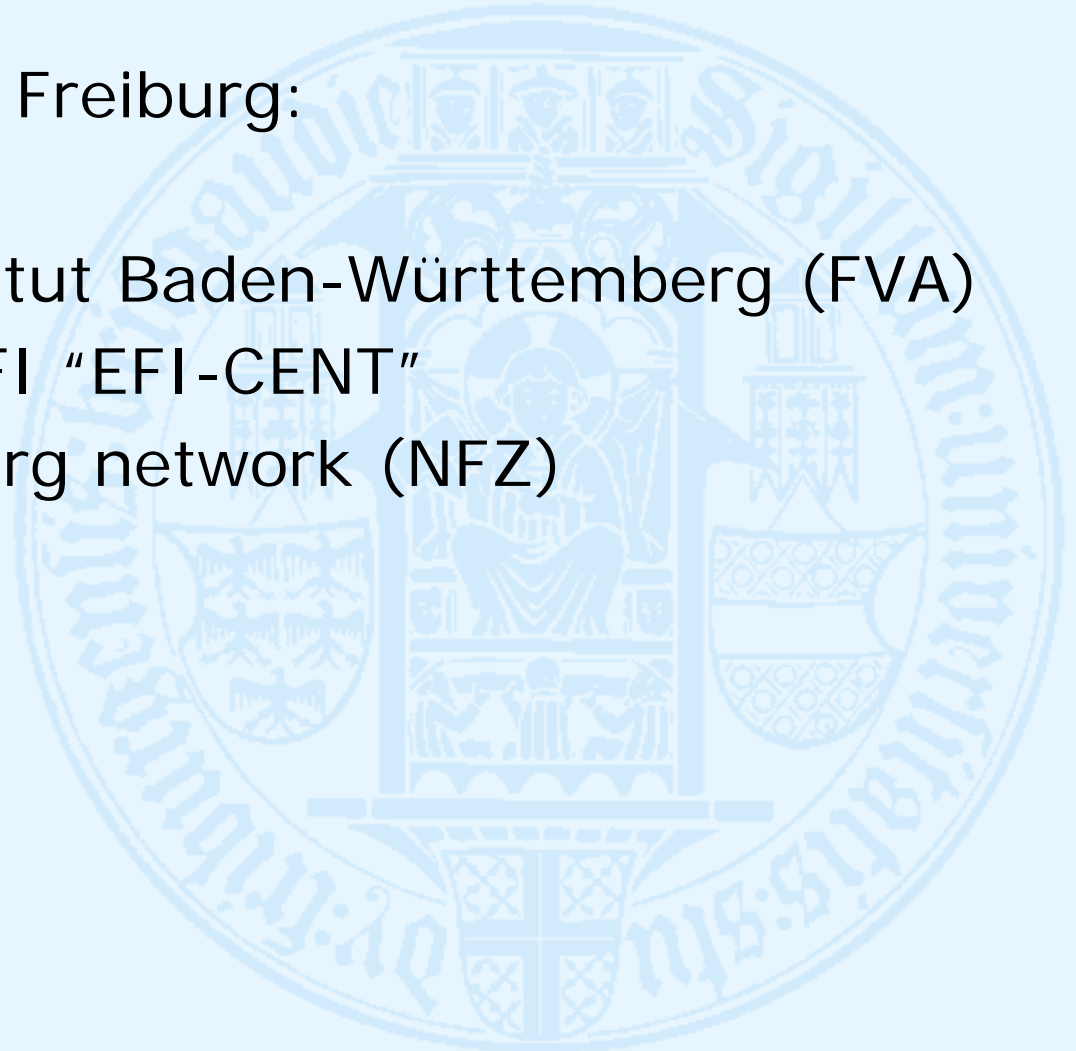 Freiburg:
tut Baden-Württemberg (FVA)
FI “EFI-CENT”
rg network (NFZ)